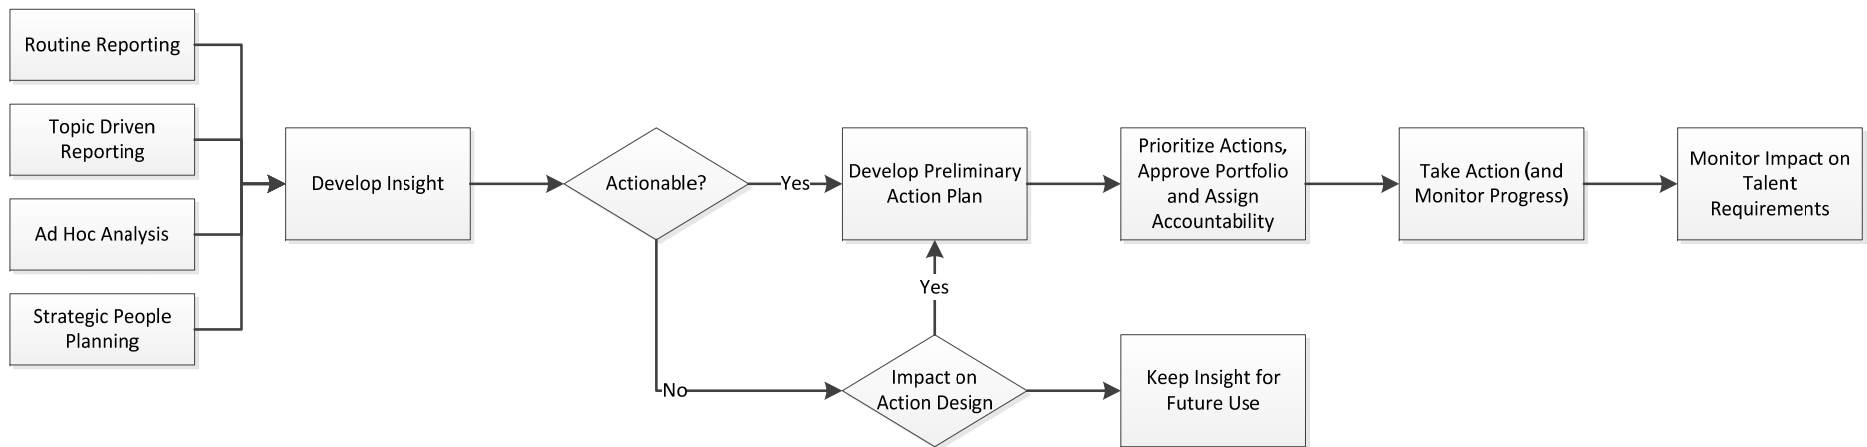 Routine Reporting
Topic Driven
Reporting
Ad Hoc Analysis
Strategic People
Planning
Develop Insight
Actionable?
Yes
No
Develop Preliminary
Action Plan
Yes
Impact on
Action Design
Prioritize Actions,
Approve Portfolio
and Assign
Accountability
Keep Insight for
Future Use
Take Action (and
Monitor Progress)
Monitor Impact on
Talent
Requirements